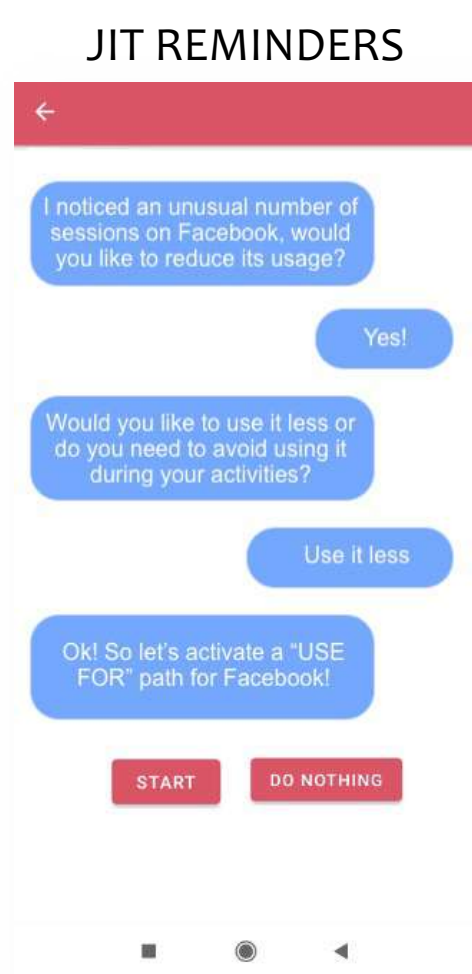 JIT REMINDERS
I noticed an unusual number of
sessions on Facebook, would
you like to reduce its usage?
Yes!
Would you like to use it less or
do you need to avoid using it
during your activities?
Use it less
Ok! So let's activate a “USE
FOR” path for Facebook!
START
DO NOTHING